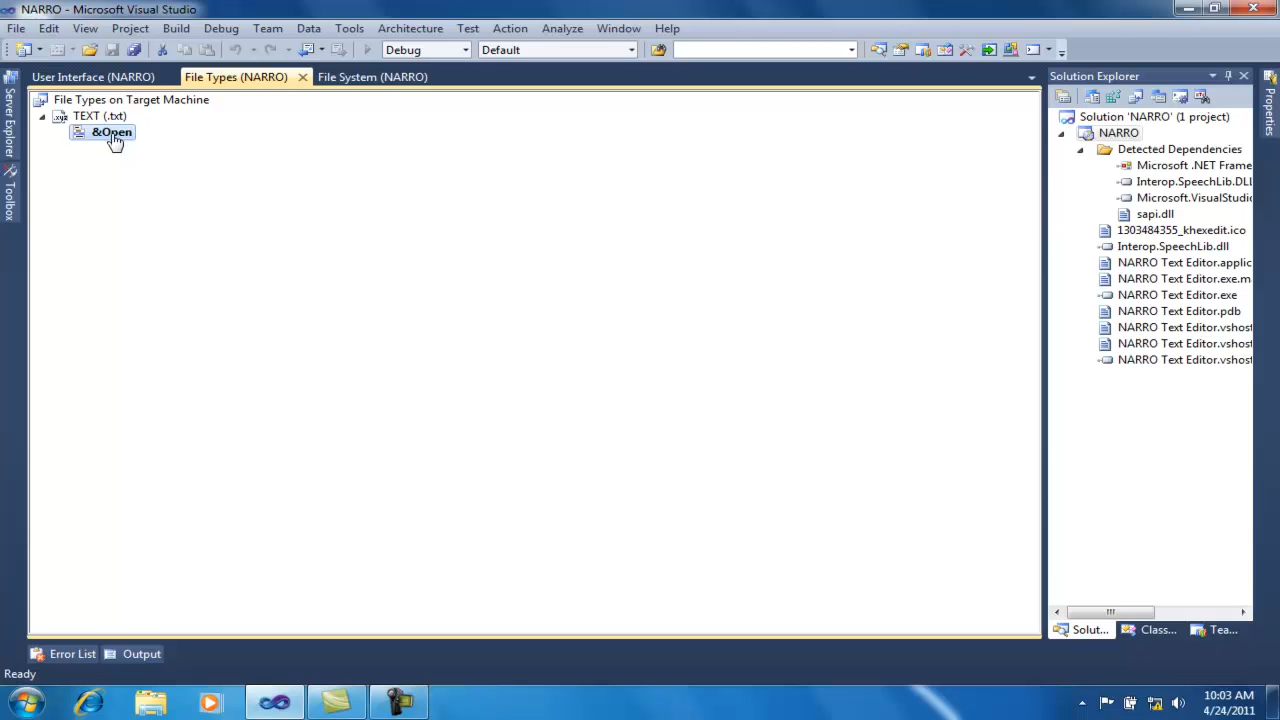 NARRO - Microsoft Visual Studio
File Edit View Project Build Debug Team Data Tools Architecture Test Action Analyze Window Help
Debug Default
User Interface (NARRO) File Types (NARRO) File System (NARRO)
File Types on Target Machine
TEXT (.txt)
&Open
Server Explorer
Toolbox
Solution Explorer
Solution 'NARRO' (1 project)
NARRO
Detected Dependencies
Microsoft .NET Frame
Interop.SpeechLib.DLL
Microsoft.VisualStudio
sapi.dll
1303484355_khexedit.ico
Interop.SpeechLib.dll
NARRO Text Editor.applic
NARRO Text Editor.exe.m
NARRO Text Editor.exe
NARRO Text Editor.pdb
NARRO Text Editor.vshost
NARRO Text Editor.vshost
NARRO Text Editor.vshost
Solut... Class... Tea...
Properties
Error List Output
Ready
10:03 AM
4/24/2011